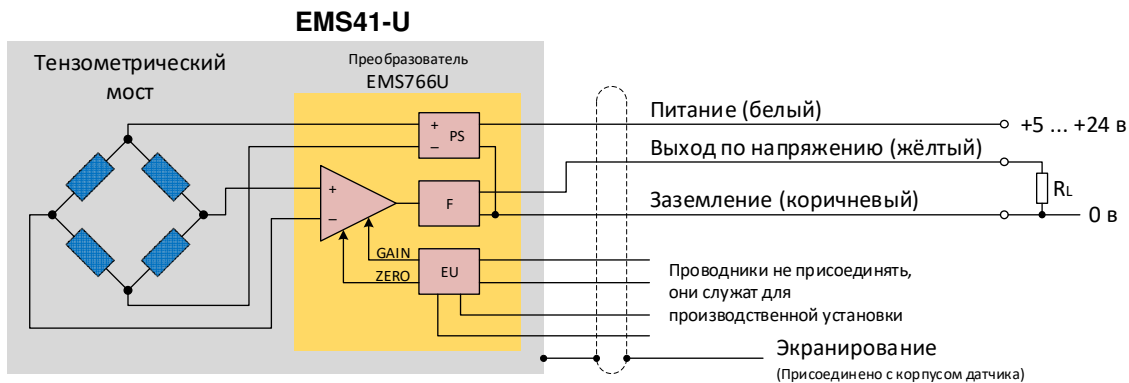 EMS41-U
Тензометрический
мост
Преобразователь
EMS766U
+
−
PS
+
−
F
GAIN
ZERO
EU
Питание (белый)
+5 ... +24 в
Выход по напряжению (жёлтый)
RL
Заземление (коричневый)
0 в
Проводники не присоединять,
они служат для
производственной установки
Экранирование
(Присоединено с корпусом датчика)